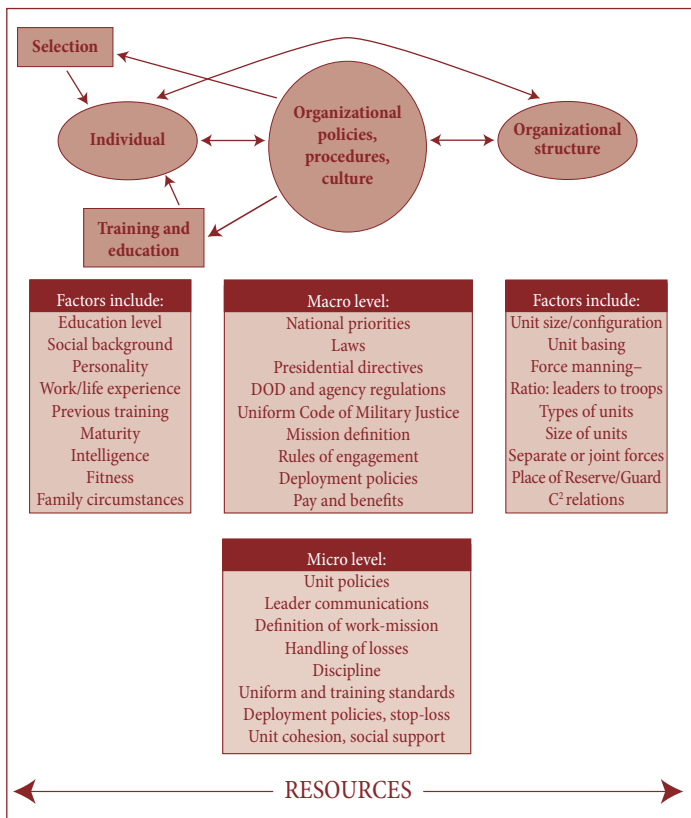 Selection
Individual
Organizational
policies,
procedures,
culture
Organizational
structure
Training and
education
Factors include:
Education level
Social background
Personality
Work/life experience
Previous training
Maturity
Intelligence
Fitness
Family circumstances
Macro level:
National priorities
Laws
Presidential directives
DOD and agency regulations
Uniform Code of Military Justice
Mission definition
Rules of engagement
Deployment policies
Pay and benefits
Factors include:
Unit size/configuration
Unit basing
Force manning–
Ratio: leaders to troops
Types of units
Size of units
Separate or joint forces
Place of Reserve/Guard
C² relations
Micro level:
Unit policies
Leader communications
Definition of work-mission
Handling of losses
Discipline
Uniform and training standards
Deployment policies, stop-loss
Unit cohesion, social support
RESOURCES